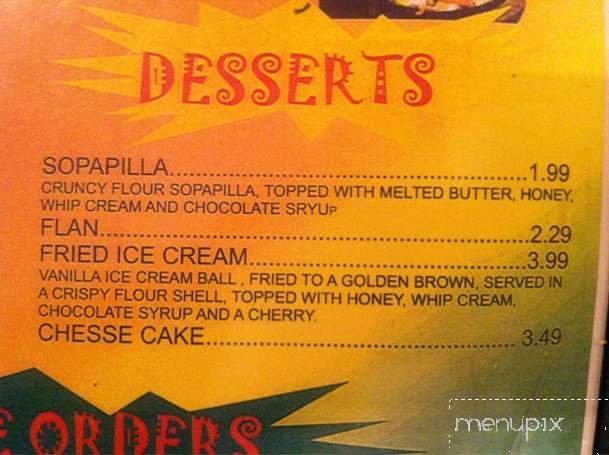 DESSERTS
SOPAPILLA..........................................................1.99
CRUNCY FLOUR SOPAPILLA, TOPPED WITH MELTED BUTTER, HONEY,
WHIP CREAM AND CHOCOLATE SRYUP
FLAN......................................................................2.29
FRIED ICE CREAM.............................................3.99
VANILLA ICE CREAM BALL , FRIED TO A GOLDEN BROWN, SERVED IN
A CRISPY FLOUR SHELL, TOPPED WITH HONEY, WHIP CREAM,
CHOCOLATE SYRUP AND A CHERRY.
CHESSE CAKE.................................................. 3.49
E ORDERS
menupix